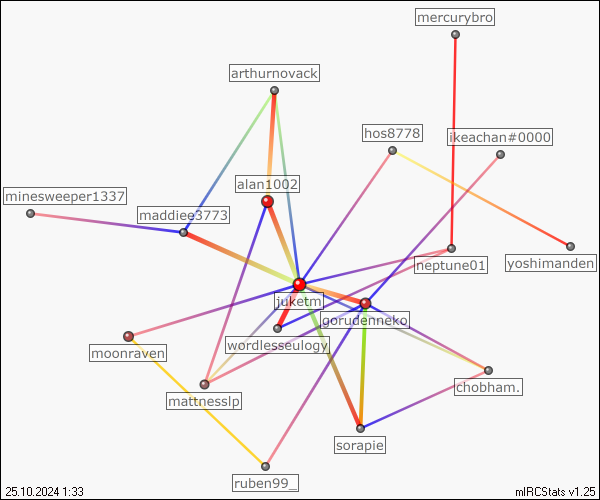 mercurybro
arthurnovack
hos8778
ikeachan#0000
alan1002
minesweeper1337
maddiee3773
neptune01
yoshimanden
juketm
gorudenneko
wordlesseulogy
moonraven
chobham.
mattnesslp
sorapie
ruben99_
25.10.2024 1:33
mIRCStats v1.25